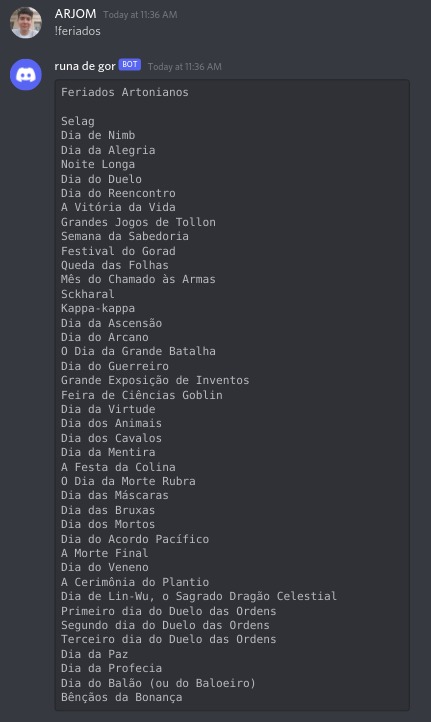 ARJOM Today at 11:36 AM
!feriados
runa de gor BOT Today at 11:36 AM
Feriados Artonianos
Selag
Dia de Nimb
Dia da Alegria
Noite Longa
Dia do Duelo
Dia do Reencontro
A Vitória da Vida
Grandes Jogos de Tollon
Semana da Sabedoria
Festival do Gorad
Queda das Folhas
Mês do Chamado às Armas
Sckharal
Kappa-kappa
Dia da Ascensão
Dia do Arcano
O Dia da Grande Batalha
Dia do Guerreiro
Grande Exposição de Inventos
Feira de Ciências Goblin
Dia da Virtude
Dia dos Animais
Dia dos Cavalos
Dia da Mentira
A Festa da Colina
O Dia da Morte Rubra
Dia das Máscaras
Dia das Bruxas
Dia dos Mortos
Dia do Acordo Pacífico
A Morte Final
Dia do Veneno
A Cerimônia do Plantio
Dia de Lin-Wu, o Sagrado Dragão Celestial
Primeiro dia do Duelo das Ordens
Segundo dia do Duelo das Ordens
Terceiro dia do Duelo das Ordens
Dia da Paz
Dia da Profecia
Dia do Balão (ou do Baloeiro)
Bênçãos da Bonança